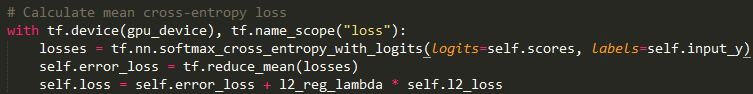 # Calculate mean cross-entropy loss
with tf.device(gpu_device), tf.name_scope("loss"):
losses = tf.nn.softmax_cross_entropy_with_logits(logits=self.scores, labels=self.input_y)
self.error_loss = tf.reduce_mean(losses)
self.loss = self.error_loss + l2_reg_lambda * self.l2_loss